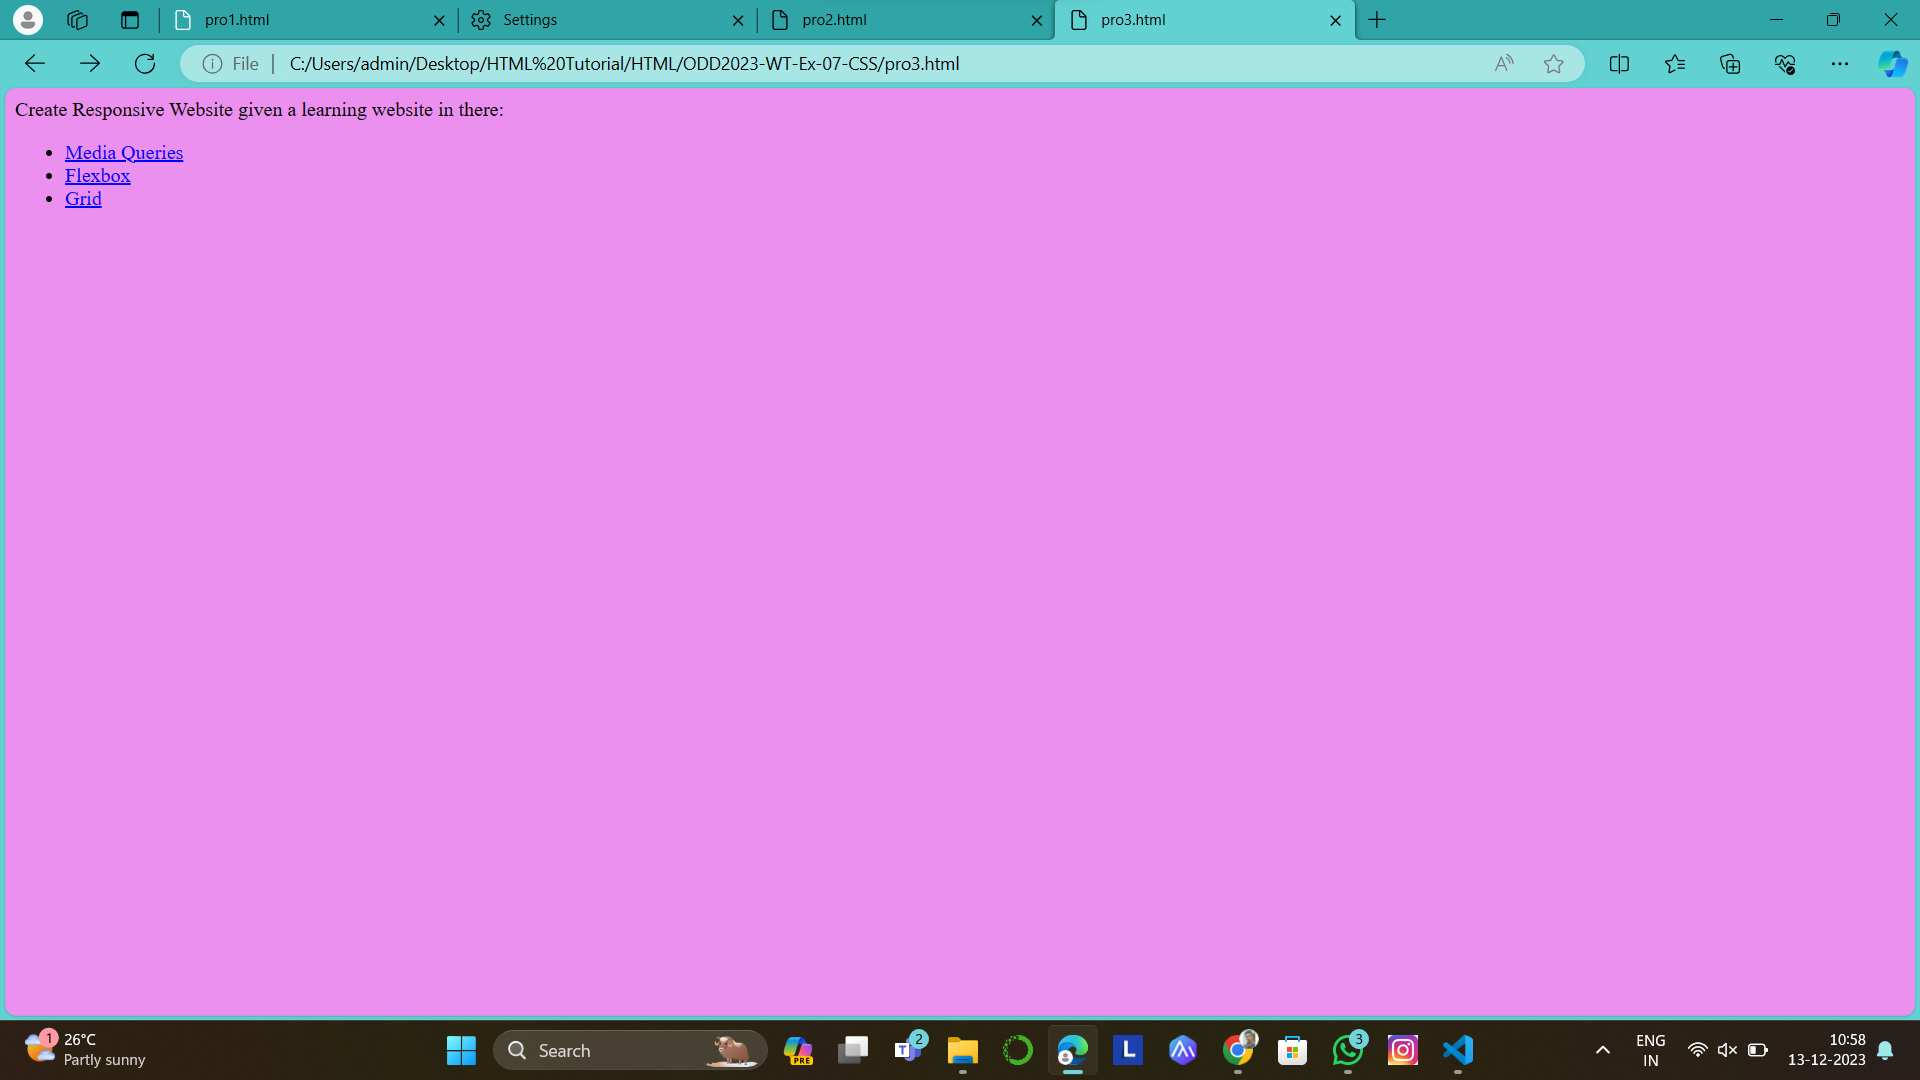 pro1.html
Settings
pro2.html
pro3.html
File
C:/Users/admin/Desktop/HTML%20Tutorial/HTML/ODD2023-WT-Ex-07-CSS/pro3.html
Create Responsive Website given a learning website in there:
Media Queries
Flexbox
Grid
1
26°C
Partly sunny
Search
PRE
T
2
L
3
ENG
IN
10:58
13-12-2023